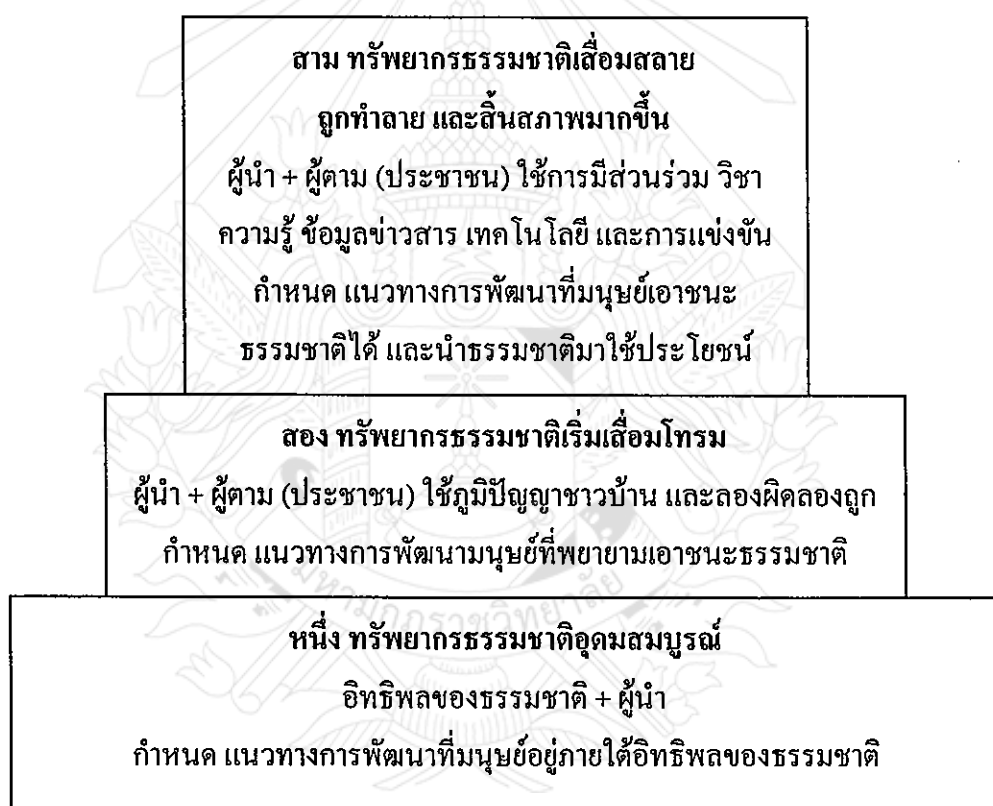 สาม ทรัพยากรธรรมชาติเสื่อมสลาย
ถูกทำลาย และสิ้นสภาพมากขึ้น
ผู้นำ + ผู้ตาม (ประชาชน) ใช้การมีส่วนร่วม วิชา
ความรู้ ข้อมูลข่าวสาร เทคโนโลยี และการแข่งขัน
กำหนด แนวทางการพัฒนาที่มนุษย์เอาชนะ
ธรรมชาติได้ และนำธรรมชาติมาใช้ประโยชน์
สอง ทรัพยากรธรรมชาติเริ่มเสื่อมโทรม
ผู้นำ + ผู้ตาม (ประชาชน) ใช้ภูมิปัญญาชาวบ้าน และลองผิดลองถูก
กำหนด แนวทางการพัฒนามนุษย์ที่พยายามเอาชนะธรรมชาติ
มหามกุฏราชวิทยาลัย
หนึ่ง ทรัพยากรธรรมชาติอุดมสมบูรณ์
อิทธิพลของธรรมชาติ + ผู้นำ
กำหนด แนวทางการพัฒนาที่มนุษย์อยู่ภายใต้อิทธิพลของธรรมชาติ